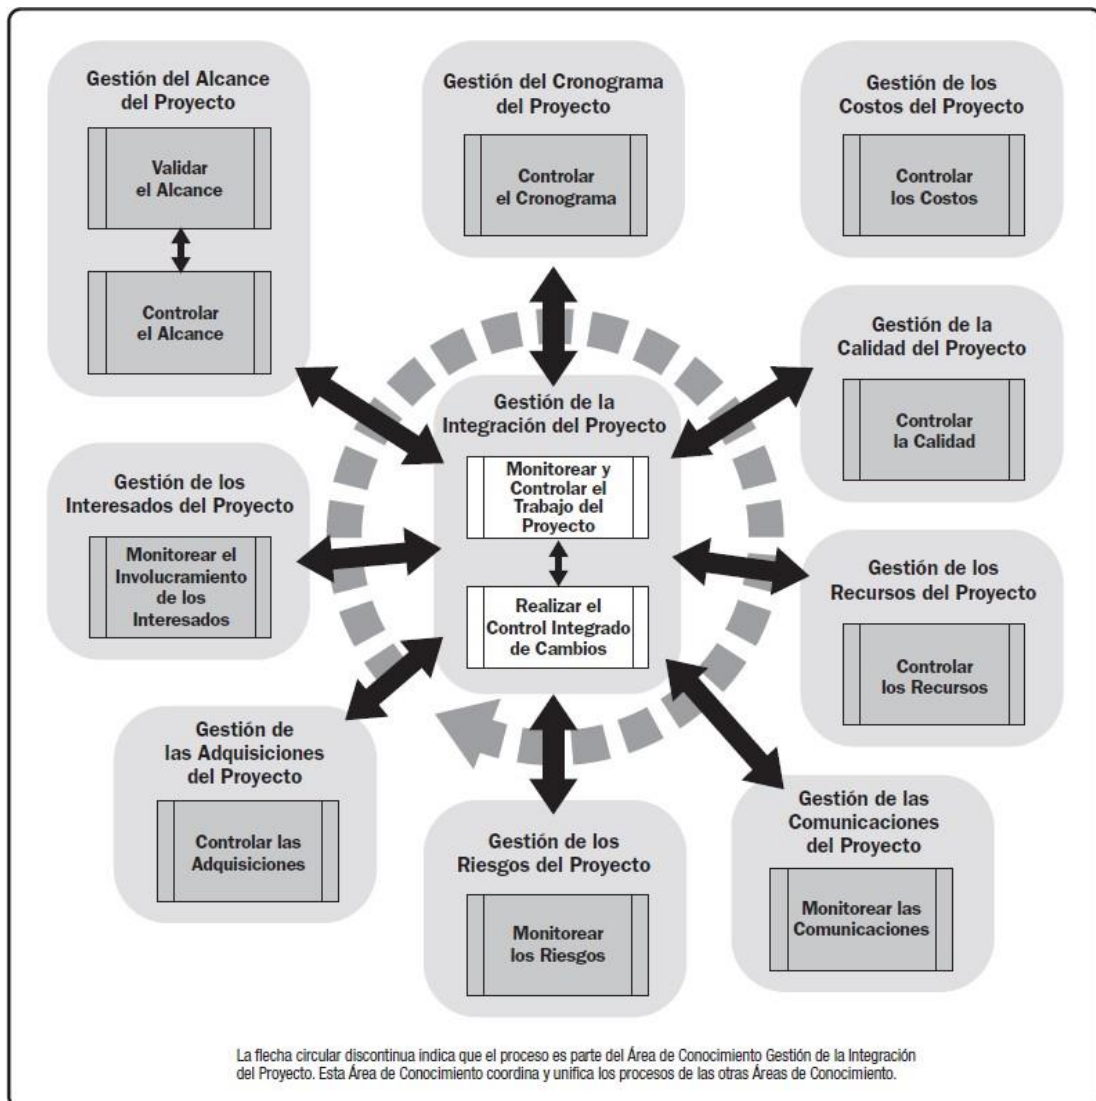 Gestión del Alcance
del Proyecto
Validar
el Alcance
Controlar
el Alcance
Gestión del Cronograma
del Proyecto
Controlar
el Cronograma
Gestión de los
Costos del Proyecto
Controlar
los Costos
Gestión de la
Calidad del Proyecto
Controlar
la Calidad
Gestión de la
Integración del Proyecto
Monitorear y
Controlar el
Trabajo del
Proyecto
Realizar el
Control Integrado
de Cambios
Gestión de los
Interesados del Proyecto
Monitorear el
Involucramiento
de los
Interesados
Gestión de los
Recursos del Proyecto
Controlar
los Recursos
Gestión de
las Adquisiciones
del Proyecto
Controlar las
Adquisiciones
Gestión de los
Riesgos del Proyecto
Monitorear
los Riesgos
Gestión de las
Comunicaciones
del Proyecto
Monitorear las
Comunicaciones
La flecha circular discontinua indica que el proceso es parte del Área de Conocimiento Gestión de la Integración
del Proyecto. Esta Área de Conocimiento coordina y unifica los procesos de las otras Áreas de Conocimiento.